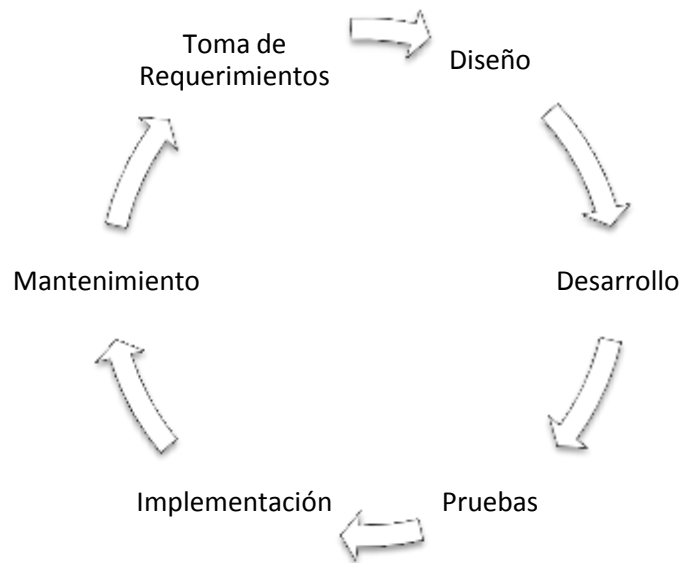 Toma de
Requerimientos
Diseño
Desarrollo
Pruebas
Implementación
Mantenimiento